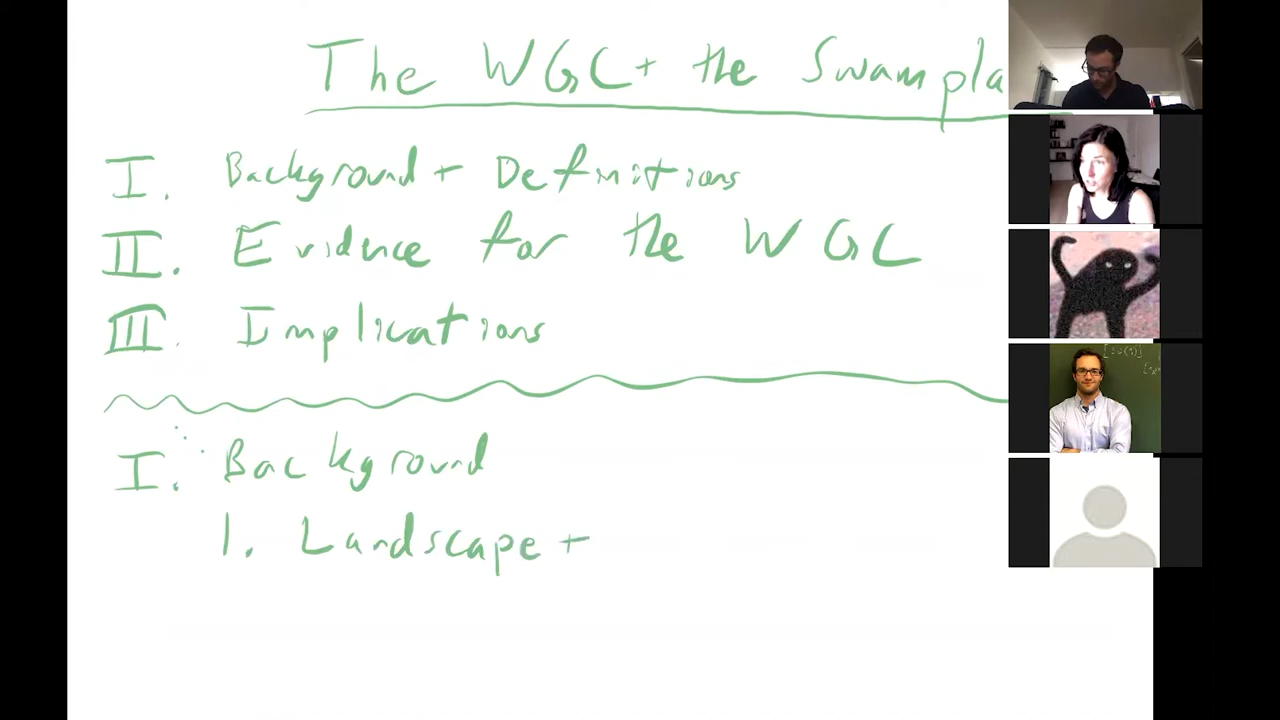 The WGC + the Swampla
I. Background + Definitions
II. Evidence for the WGC
III. Implications
I. Background
1. Landscape +